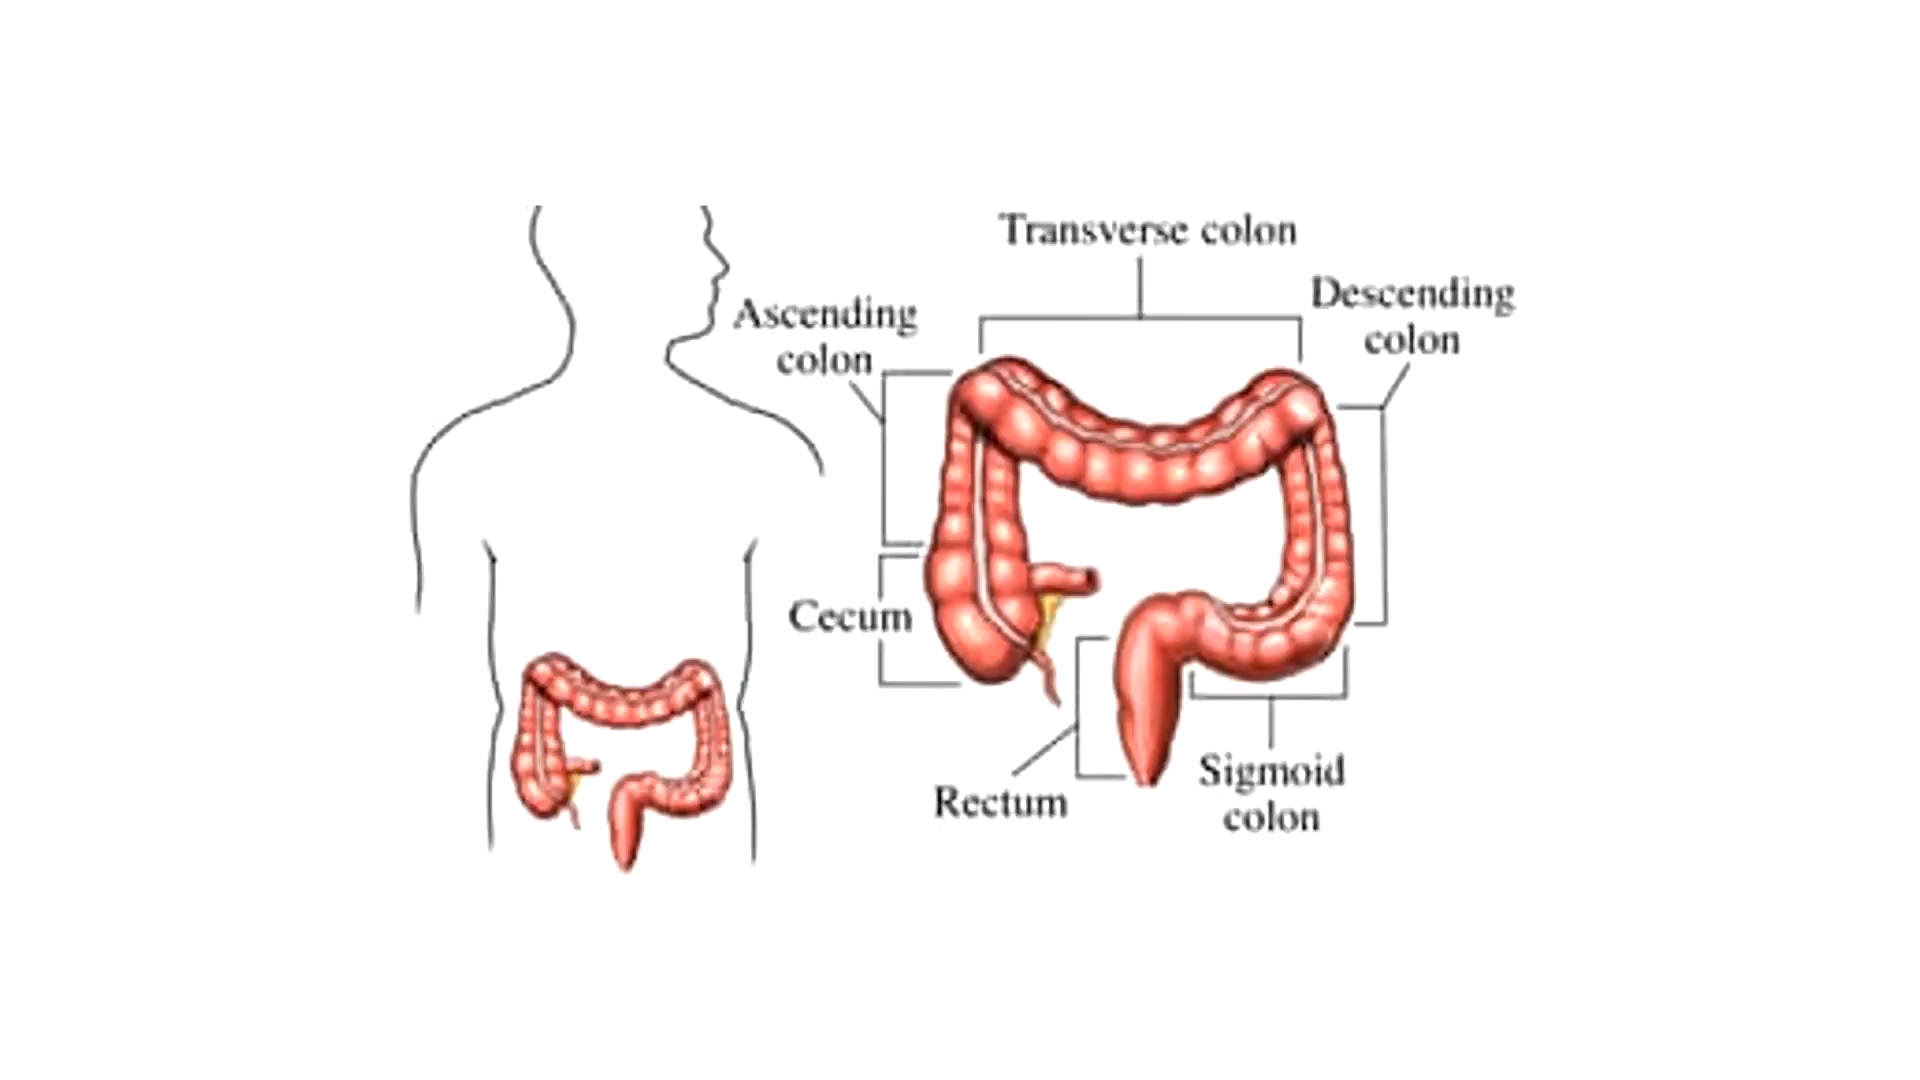 Transverse colon
Ascending
colon
Descending
colon
Cecum
Rectum
Sigmoid
colon